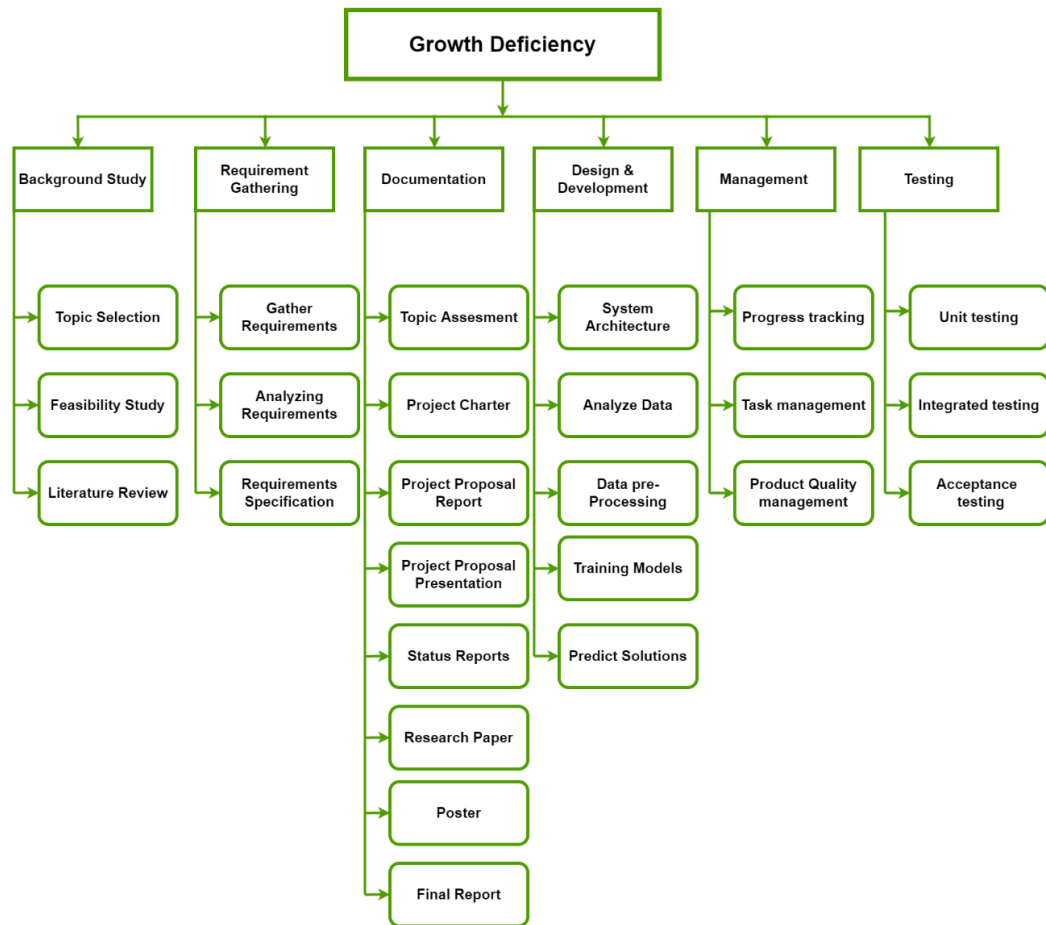 Growth Deficiency
Background Study
Requirement
Gathering
Documentation
Design &
Development
Management
Testing
Topic Selection
Feasibility Study
Literature Review
Gather
Requirements
Analyzing
Requirements
Requirements
Specification
Topic Assesment
Project Charter
Project Proposal
Report
Project Proposal
Presentation
Status Reports
Research Paper
Poster
Final Report
System
Architecture
Analyze Data
Data pre-
Processing
Training Models
Predict Solutions
Progress tracking
Task management
Product Quality
management
Unit testing
Integrated testing
Acceptance
testing